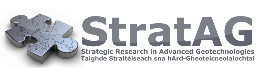 StratAG
Strategic Research in Advanced Geotechnologies
Taighde Straitéiseach sna hArd-Gheoteicneolaíochtaí